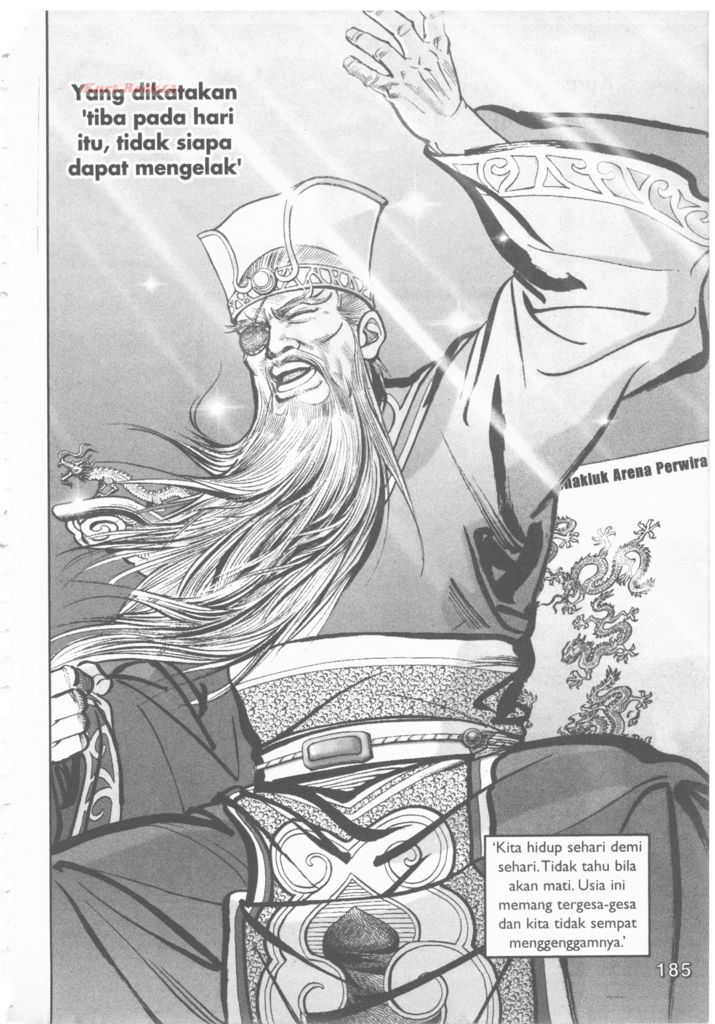 Yang dikatakan
'tiba pada hari
itu, tidak siapa
dapat mengelak'
nakluk Arena Perwira
'Kita hidup sehari demi
sehari. Tidak tahu bila
akan mati. Usia ini
memang tergesa-gesa
dan kita tidak sempat
menggenggamnya.'
185